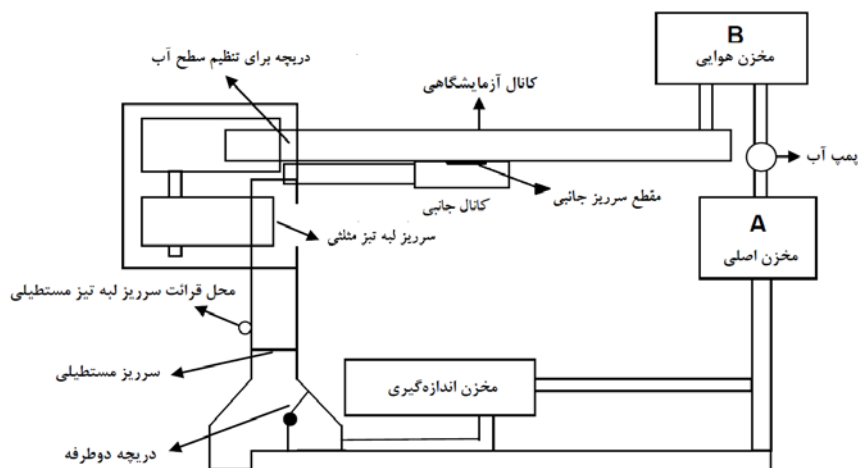 B
مخزن هوایی
دریچه برای تنظیم سطح آب
کانال آزمایشگاهی
پمپ آب
مقطع سرریز جانبی
کانال جانبی
A
مخزن اصلی
سرریز لبه تیز مثلثی
محل قرائت سرریز لبه تیز مستطیلی
سرریز مستطیلی
مخزن اندازه‌گیری
دریچه دوطرفه